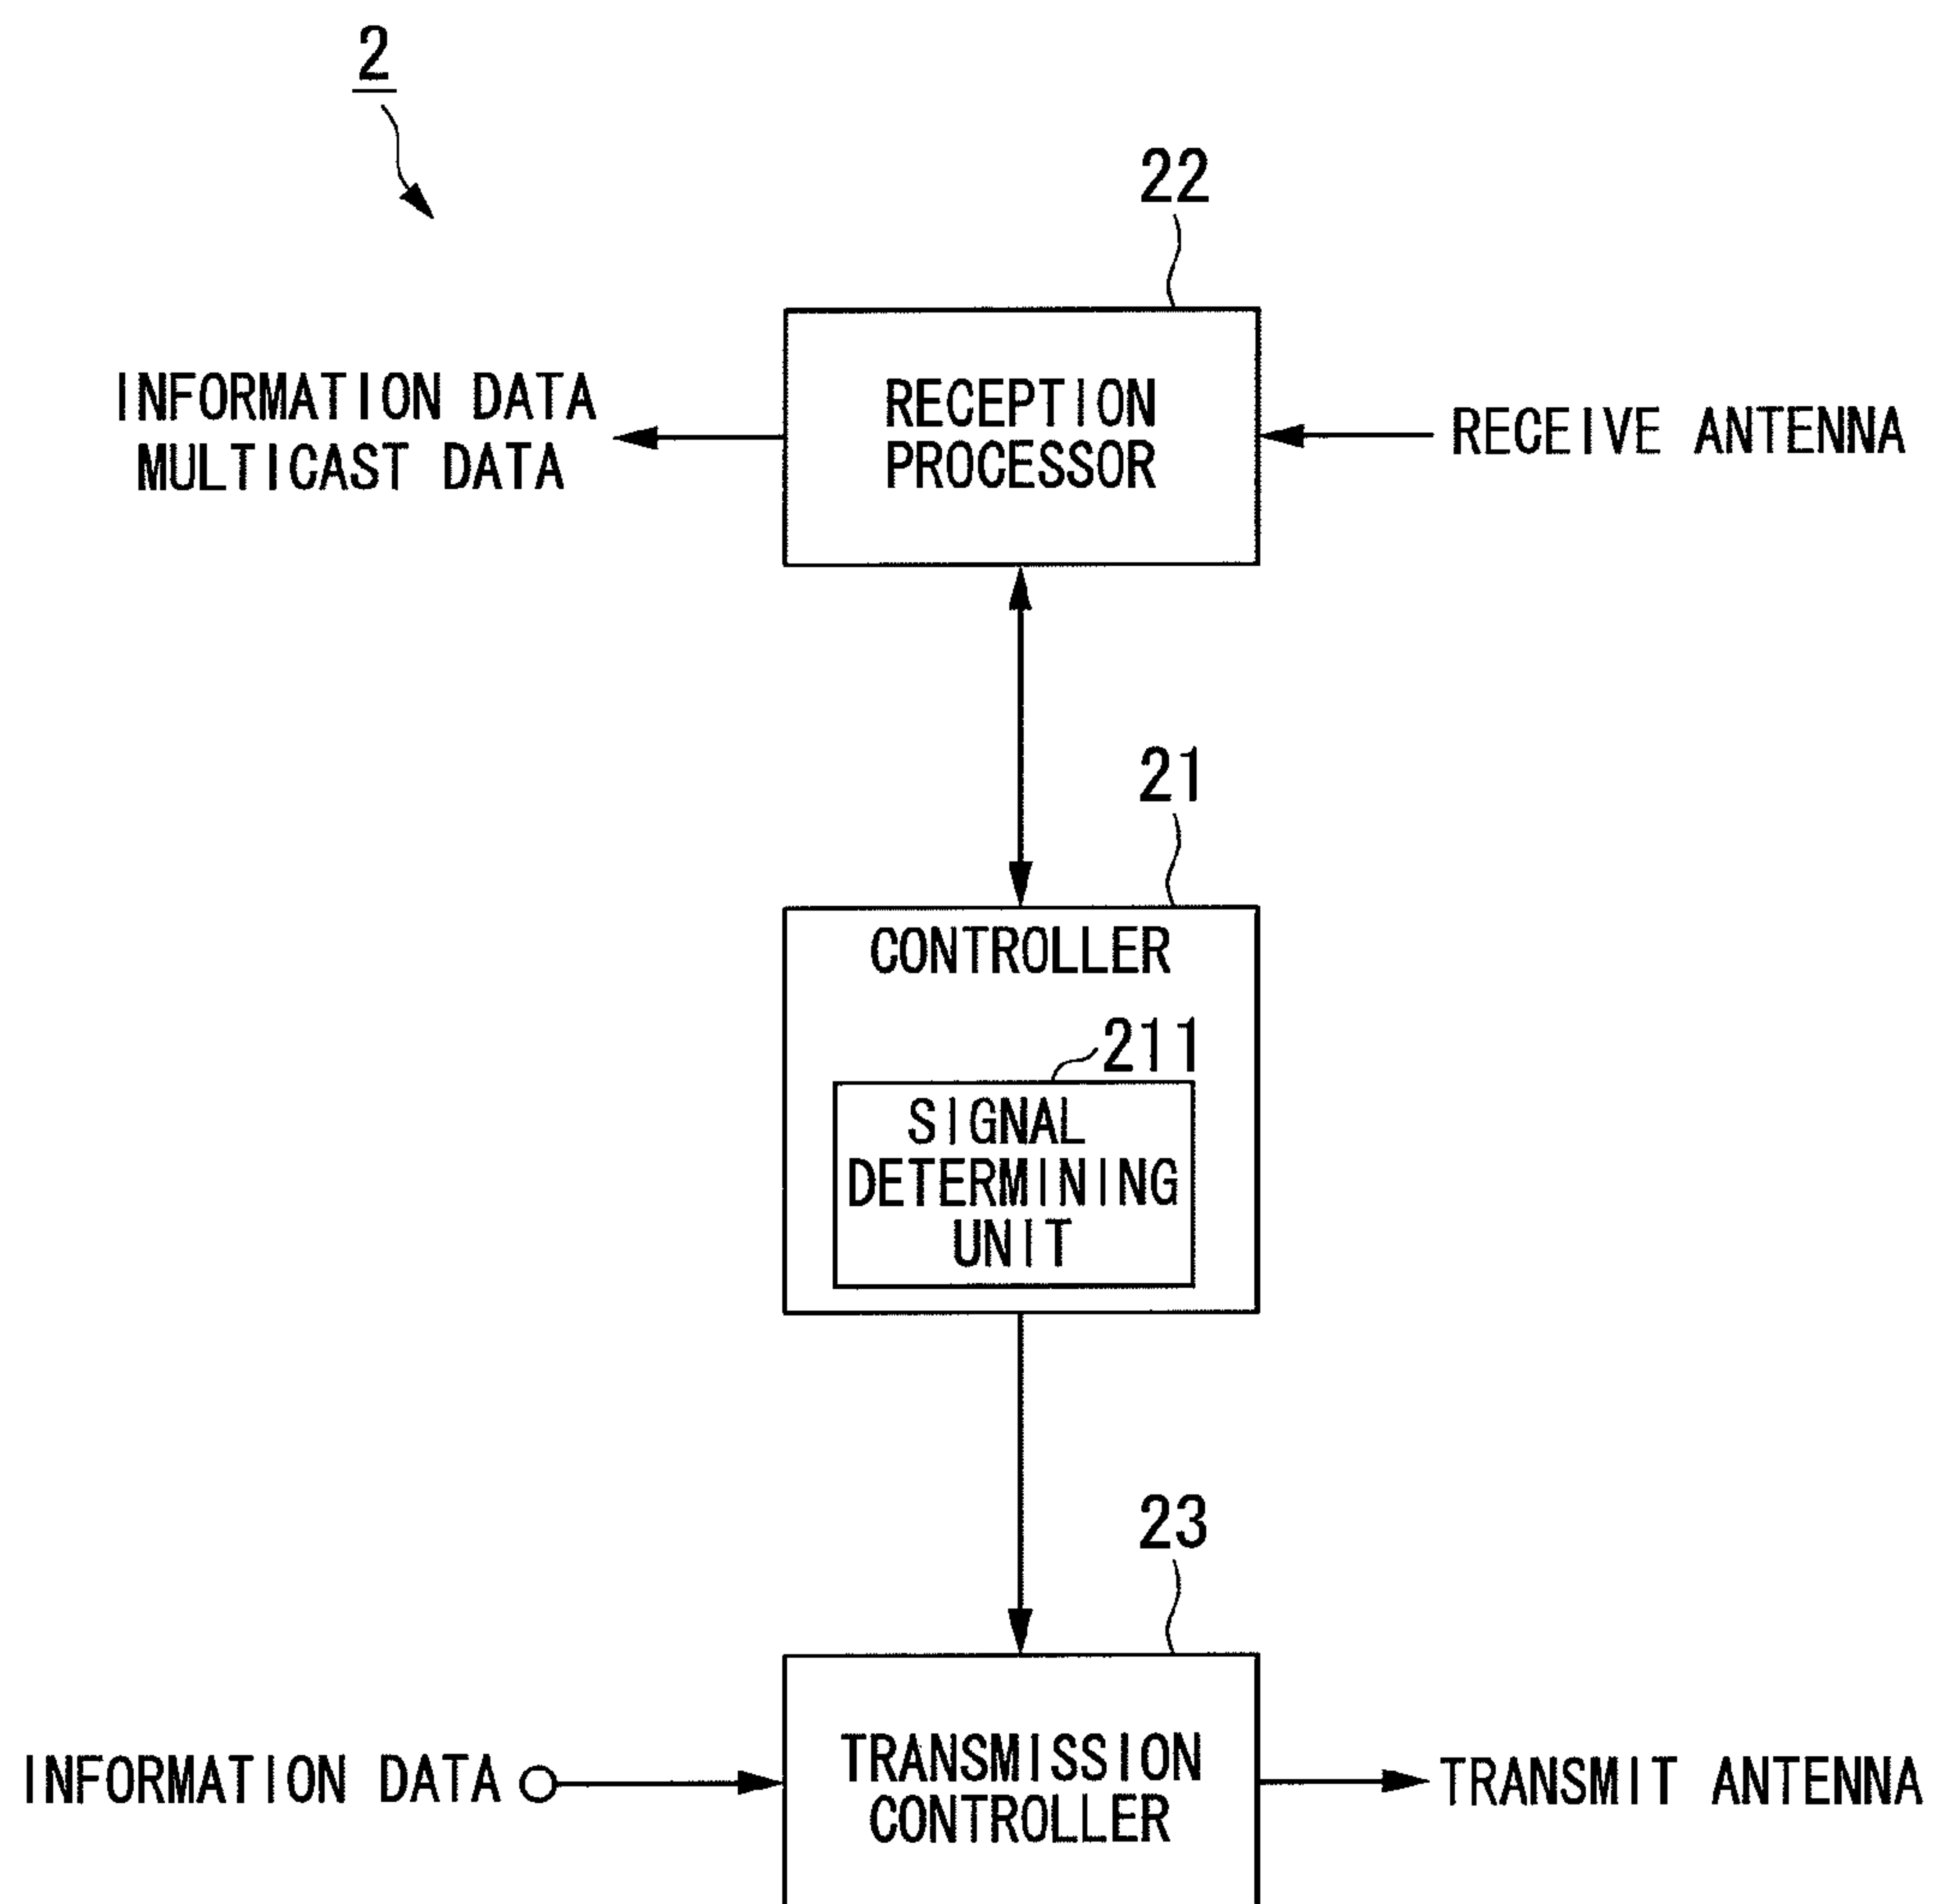 2
22
INFORMATION DATA
MULTICAST DATA
RECEPTION
PROCESSOR
RECEIVE ANTENNA
21
CONTROLLER
211
SIGNAL
DETERMINING
UNIT
23
INFORMATION DATA
TRANSMISSION
CONTROLLER
TRANSMIT ANTENNA